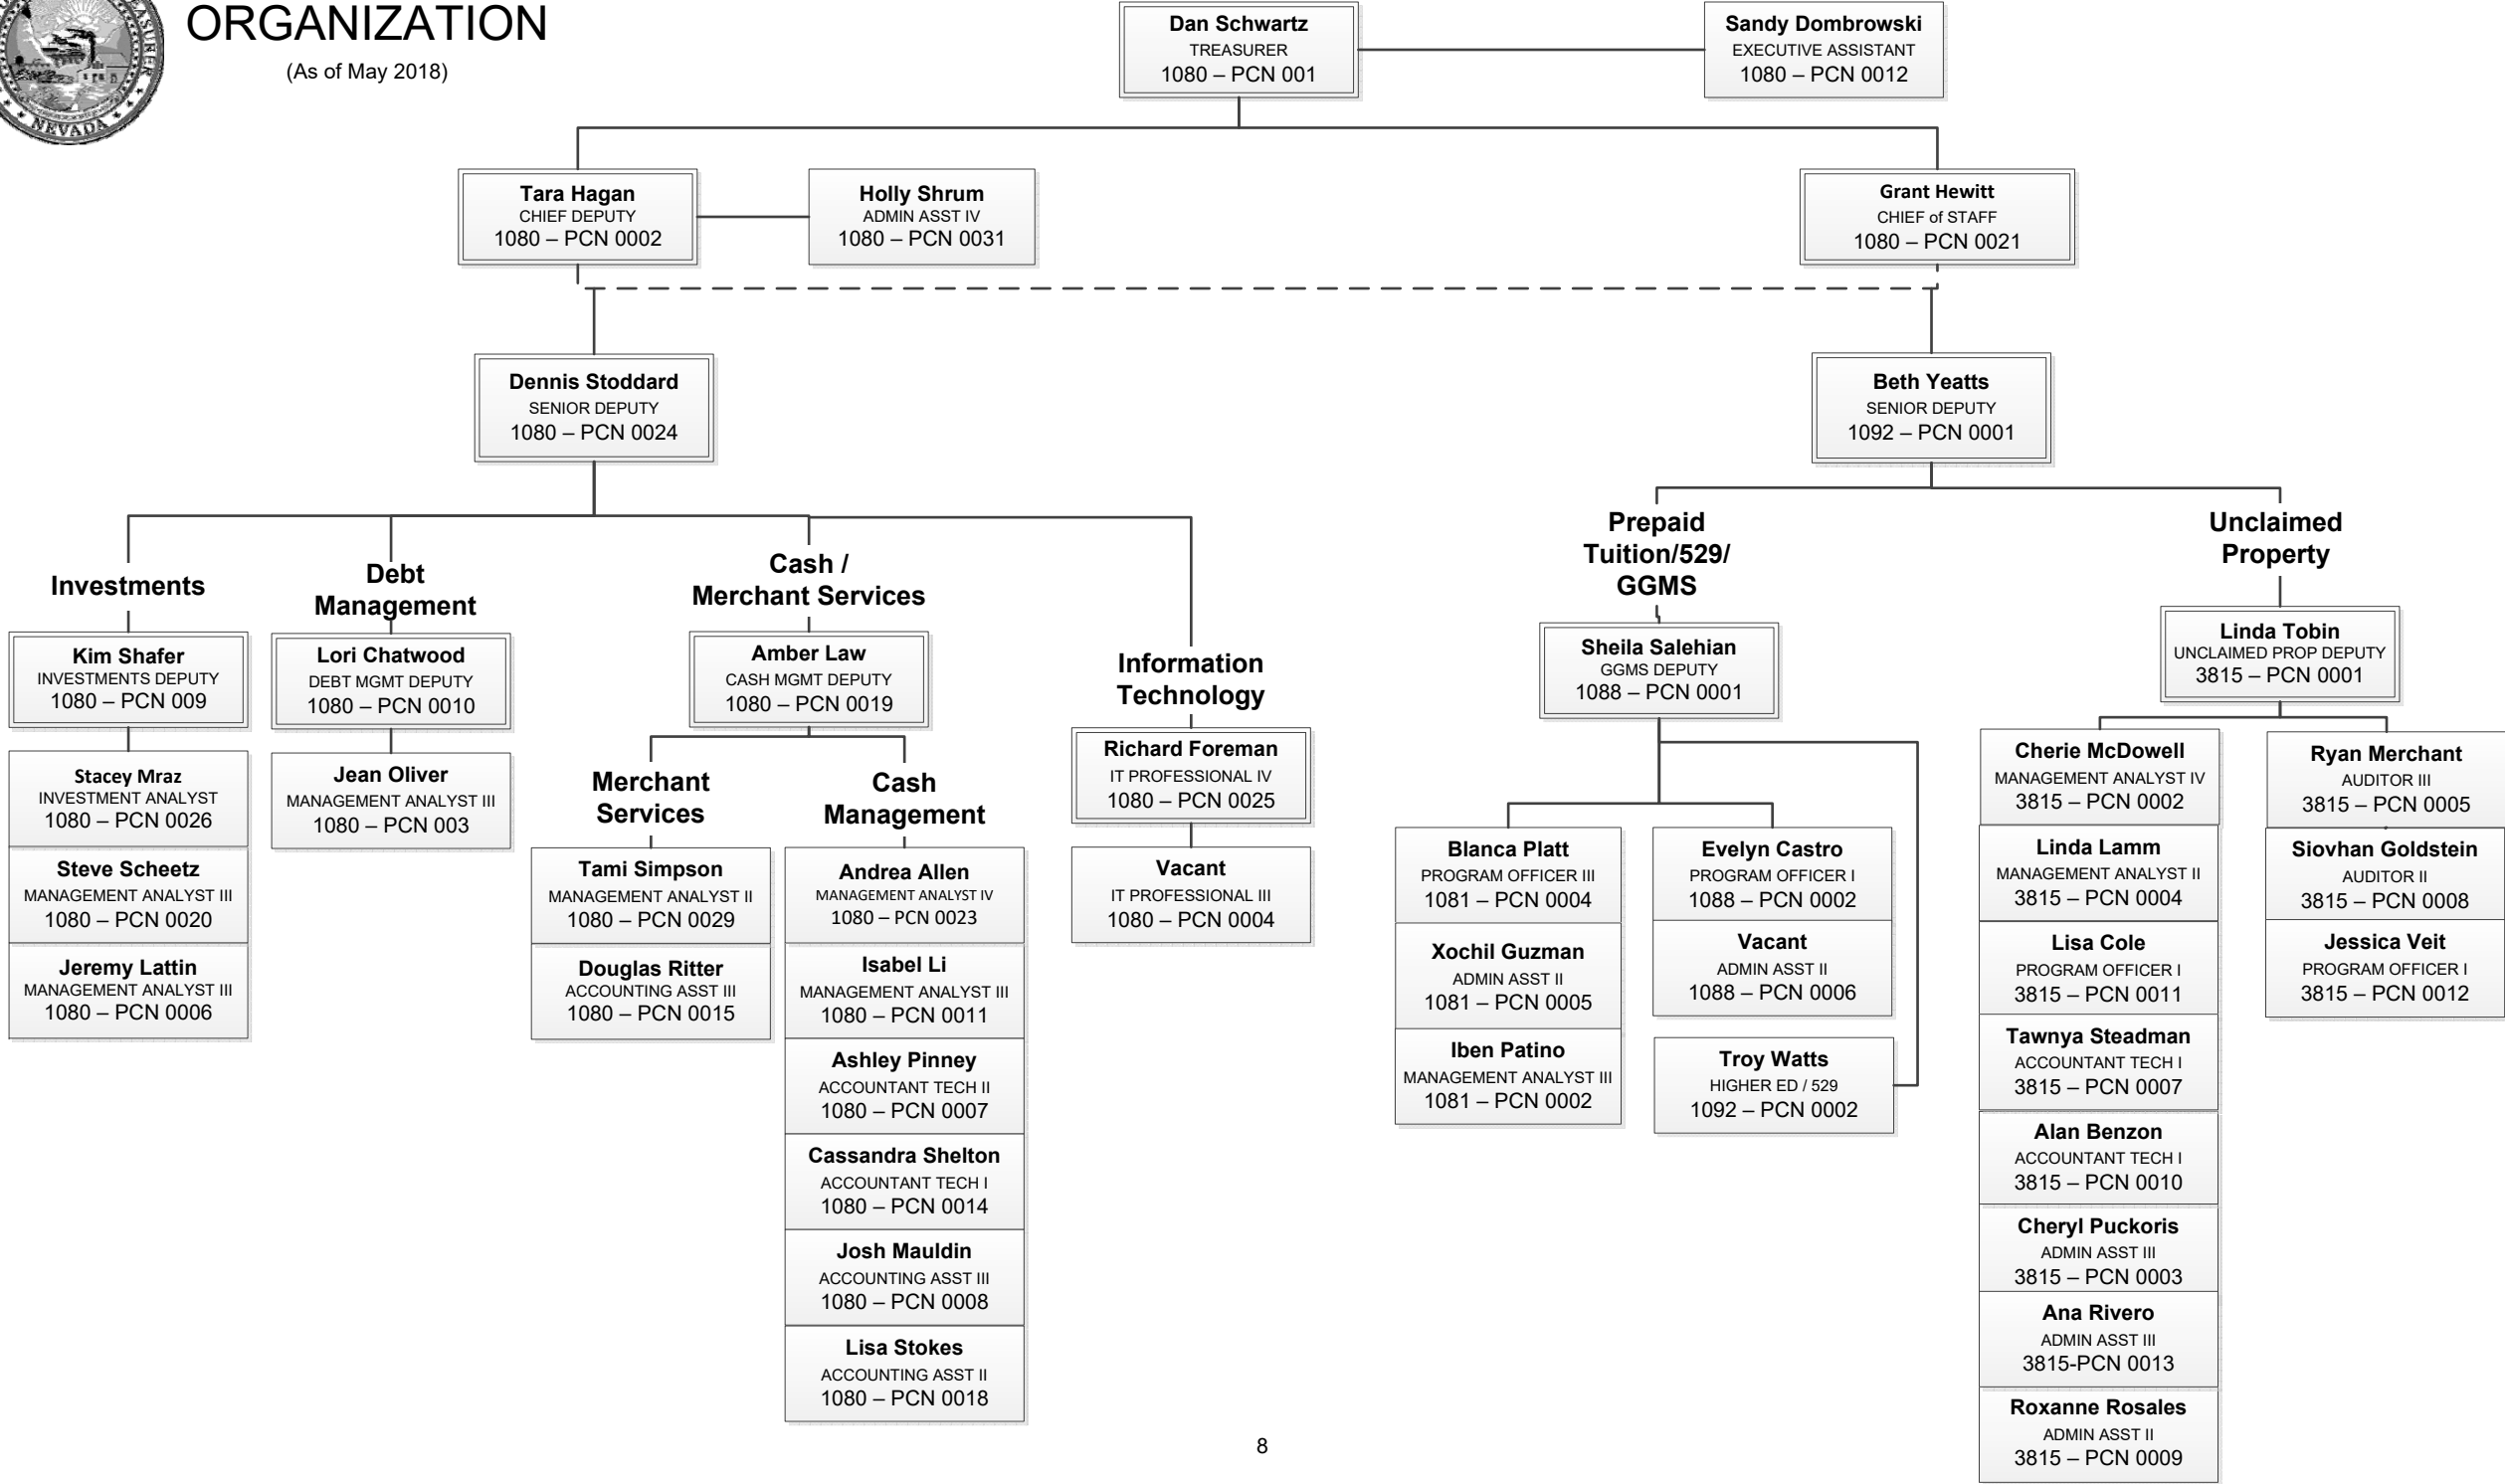 ORGANIZATION
(As of May 2018)
NEVADA
Dan Schwartz
TREASURER
1080 – PCN 001
Sandy Dombrowski
EXECUTIVE ASSISTANT
1080 – PCN 0012
Tara Hagan
CHIEF DEPUTY
1080 – PCN 0002
Holly Shrum
ADMIN ASST IV
1080 – PCN 0031
Grant Hewitt
CHIEF of STAFF
1080 – PCN 0021
Dennis Stoddard
SENIOR DEPUTY
1080 – PCN 0024
Beth Yeatts
SENIOR DEPUTY
1092 – PCN 0001
Investments
Kim Shafer
INVESTMENTS DEPUTY
1080 – PCN 009
Stacey Mraz
INVESTMENT ANALYST
1080 – PCN 0026
Steve Scheetz
MANAGEMENT ANALYST III
1080 – PCN 0020
Jeremy Lattin
MANAGEMENT ANALYST III
1080 – PCN 0006
Debt
Management
Lori Chatwood
DEBT MGMT DEPUTY
1080 – PCN 0010
Jean Oliver
MANAGEMENT ANALYST III
1080 – PCN 003
Cash /
Merchant Services
Amber Law
CASH MGMT DEPUTY
1080 – PCN 0019
Merchant
Services
Tami Simpson
MANAGEMENT ANALYST II
1080 – PCN 0029
Douglas Ritter
ACCOUNTING ASST III
1080 – PCN 0015
Cash
Management
Andrea Allen
MANAGEMENT ANALYST IV
1080 – PCN 0023
Isabel Li
MANAGEMENT ANALYST III
1080 – PCN 0011
Ashley Pinney
ACCOUNTANT TECH II
1080 – PCN 0007
Cassandra Shelton
ACCOUNTANT TECH I
1080 – PCN 0014
Josh Mauldin
ACCOUNTING ASST III
1080 – PCN 0008
Lisa Stokes
ACCOUNTING ASST II
1080 – PCN 0018
Information
Technology
Richard Foreman
IT PROFESSIONAL IV
1080 – PCN 0025
Vacant
IT PROFESSIONAL III
1080 – PCN 0004
Prepaid
Tuition/529/
GGMS
Sheila Salehian
GGMS DEPUTY
1088 – PCN 0001
Blanca Platt
PROGRAM OFFICER III
1081 – PCN 0004
Xochil Guzman
ADMIN ASST II
1081 – PCN 0005
Iben Patino
MANAGEMENT ANALYST III
1081 – PCN 0002
Evelyn Castro
PROGRAM OFFICER I
1088 – PCN 0002
Vacant
ADMIN ASST II
1088 – PCN 0006
Troy Watts
HIGHER ED / 529
1092 – PCN 0002
Unclaimed
Property
Linda Tobin
UNCLAIMED PROP DEPUTY
3815 – PCN 0001
Cherie McDowell
MANAGEMENT ANALYST IV
3815 – PCN 0002
Linda Lamm
MANAGEMENT ANALYST II
3815 – PCN 0004
Lisa Cole
PROGRAM OFFICER I
3815 – PCN 0011
Tawnya Steadman
ACCOUNTANT TECH I
3815 – PCN 0007
Alan Benzon
ACCOUNTANT TECH I
3815 – PCN 0010
Cheryl Puckoris
ADMIN ASST III
3815 – PCN 0003
Ana Rivero
ADMIN ASST III
3815-PCN 0013
Roxanne Rosales
ADMIN ASST II
3815 – PCN 0009
Ryan Merchant
AUDITOR III
3815 – PCN 0005
Siovhan Goldstein
AUDITOR II
3815 – PCN 0008
Jessica Veit
PROGRAM OFFICER I
3815 – PCN 0012
8